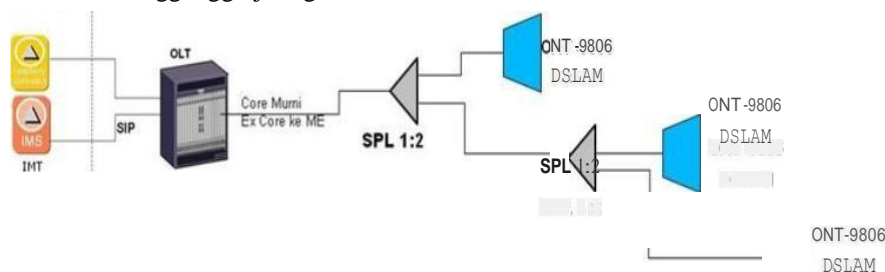 OLT
SIP
IMS
IMT
Core Murni
Ex Core ke ME
SPL 1:2
ONT-9806
DSLAM
SPL 1:2
ONT-9806
DSLAM
ONT-9806
DSLAM